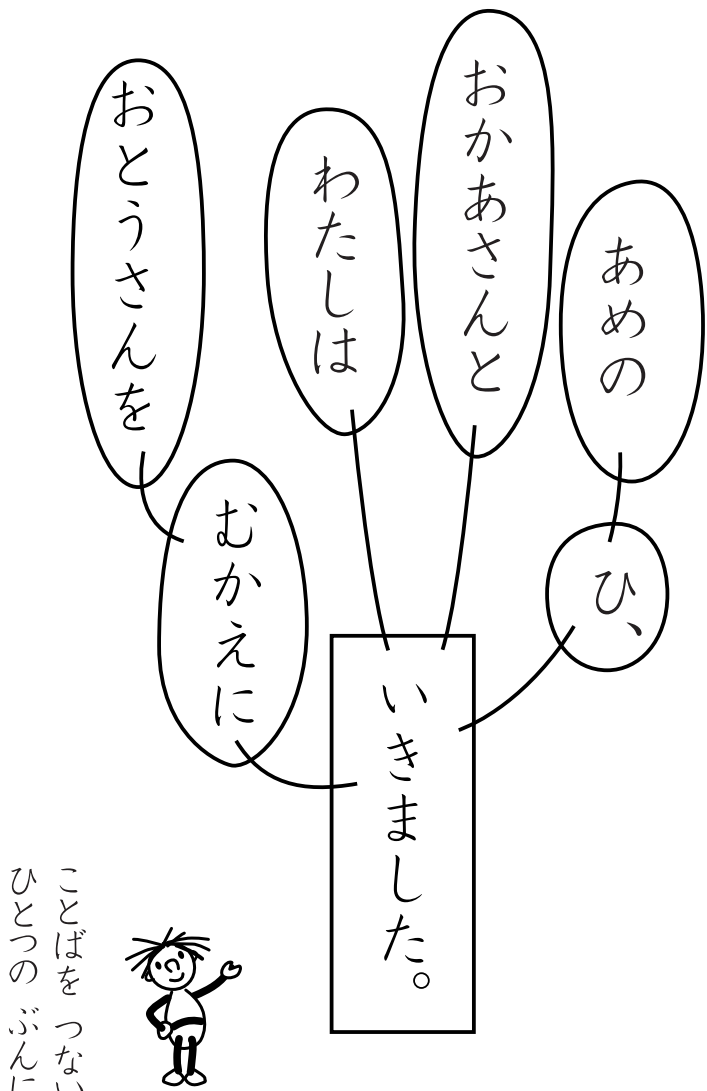 あめの
ひ、
おかあさんと
わたしは
おとうさんを
むかえに
いきました。
ことばを つない
ひとつの ぶんに